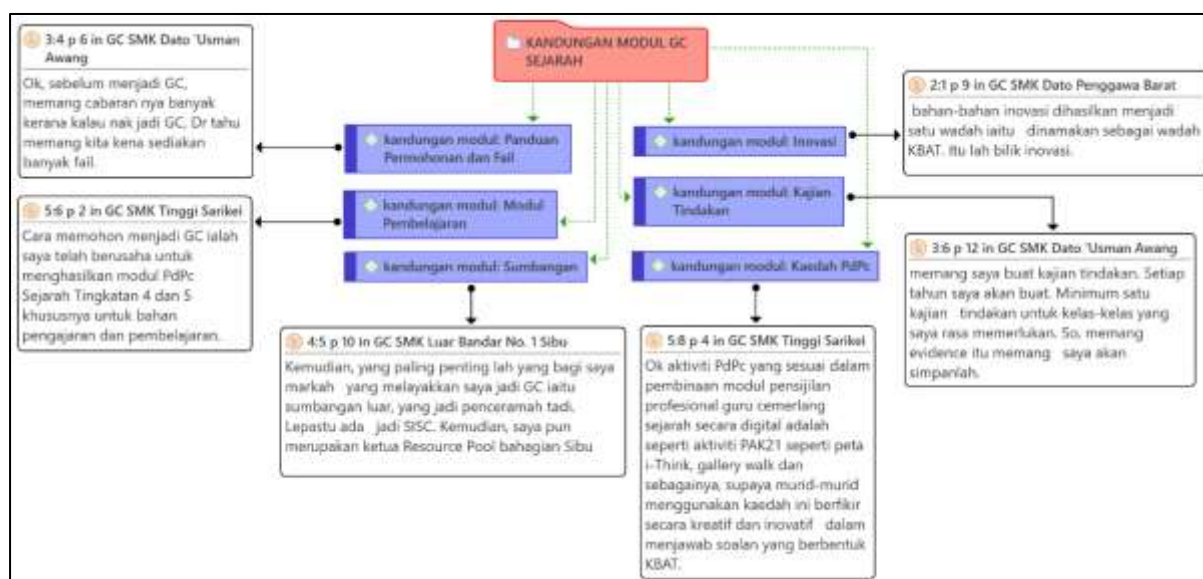 KANDUNGAN MODUL GC
SEJARAH
3:4 p 6 in GC SMK Dato 'Usman
Awang
Ok, sebelum menjadi GC,
memang cabaran nya banyak
kerana kalau nak jadi GC, Dr tahu
memang kita kena sediakan
banyak fail.
kandungan modul: Panduan
Permohonan dan Fail
kandungan modul: Inovasi
2:1 p 9 in GC SMK Dato Penggawa Barat
bahan-bahan inovasi dihasilkan menjadi
satu wadah iaitu dinamakan sebagai wadah
KBAT. Itu lah bilik inovasi.
5:6 p 2 in GC SMK Tinggi Sarikei
Cara memohon menjadi GC ialah
saya telah berusaha untuk
menghasilkan modul PdPc
Sejarah Tingkatan 4 dan 5
khususnya untuk bahan
pengajaran dan pembelajaran.
kandungan modul: Modul
Pembelajaran
kandungan modul: Kajian
Tindakan
3:6 p 12 in GC SMK Dato 'Usman Awang
memang saya buat kajian tindakan. Setiap
tahun saya akan buat. Minimum satu
kajian tindakan untuk kelas-kelas yang
saya rasa memerlukan. So, memang
evidence itu memang saya akan
simpanlah.
kandungan modul: Sumbangan
kandungan modul: Kaedah PdPc
4:5 p 10 in GC SMK Luar Bandar No. 1 Sibu
Kemudian, yang paling penting lah yang bagi saya
markah yang melayakkan saya jadi GC iaitu
sumbangan luar, yang jadi penceramah tadi.
Lepastu ada jadi SISC. Kemudian, saya pun
merupakan ketua Resource Pool bahagian Sibu
5:8 p 4 in GC SMK Tinggi Sarikei
Ok aktiviti PdPc yang sesuai dalam
pembinaan modul pensijilan
profesional guru cemerlang
sejarah secara digital adalah
seperti aktiviti PAK21 seperti peta
i-Think, gallery walk dan
sebagainya, supaya murid-murid
menggunakan kaedah ini berfikir
secara kreatif dan inovatif dalam
menjawab soalan yang berbentuk
KBAT.